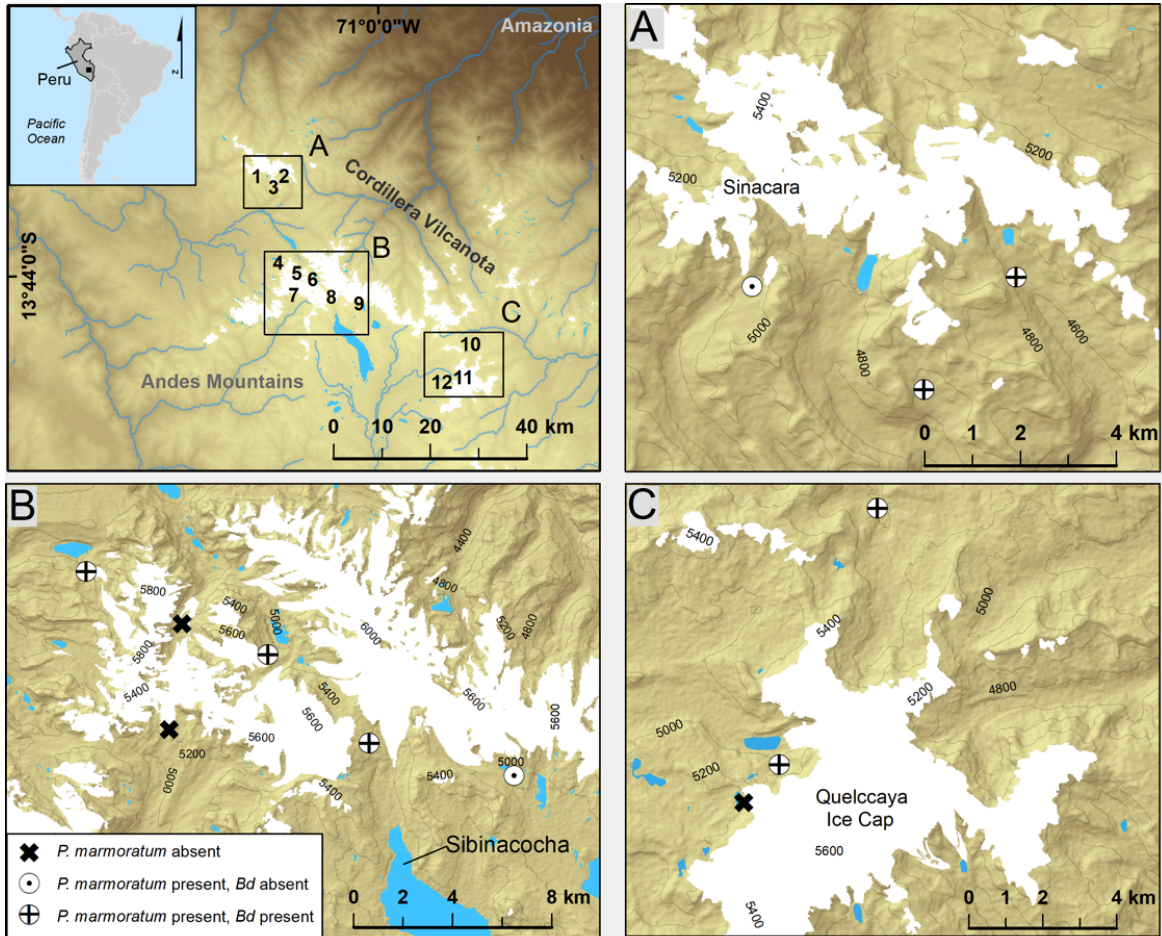 71°0'0"W
Amazonia
Peru
Pacific
Ocean
z
A
1 2
3
Cordillera Vilcanota
B
13°44'0"S
4
5
6
7
8
9
C
10
11
12
Andes Mountains
0 10 20 40 km
A
5400
5200
5200
Sinacara
5000
4800
4800
4600
0 1 2 4 km
B
4400
5800
5400
5000
4800
5600
5200
4800
6000
5800
5400
5400
5600
5600
5600
5600
5200
5000
5400
5400
5000
Sibinacocha
P. marmoratum absent
P. marmoratum present, Bd absent
P. marmoratum present, Bd present
0 2 4 8 km
C
5400
5000
5400
5200
4800
5000
5200
Quelccaya
Ice Cap
5600
5400
0 1 2 4 km